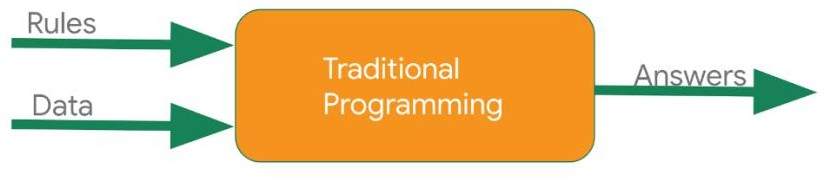 Rules
Data
Traditional
Programming
Answers